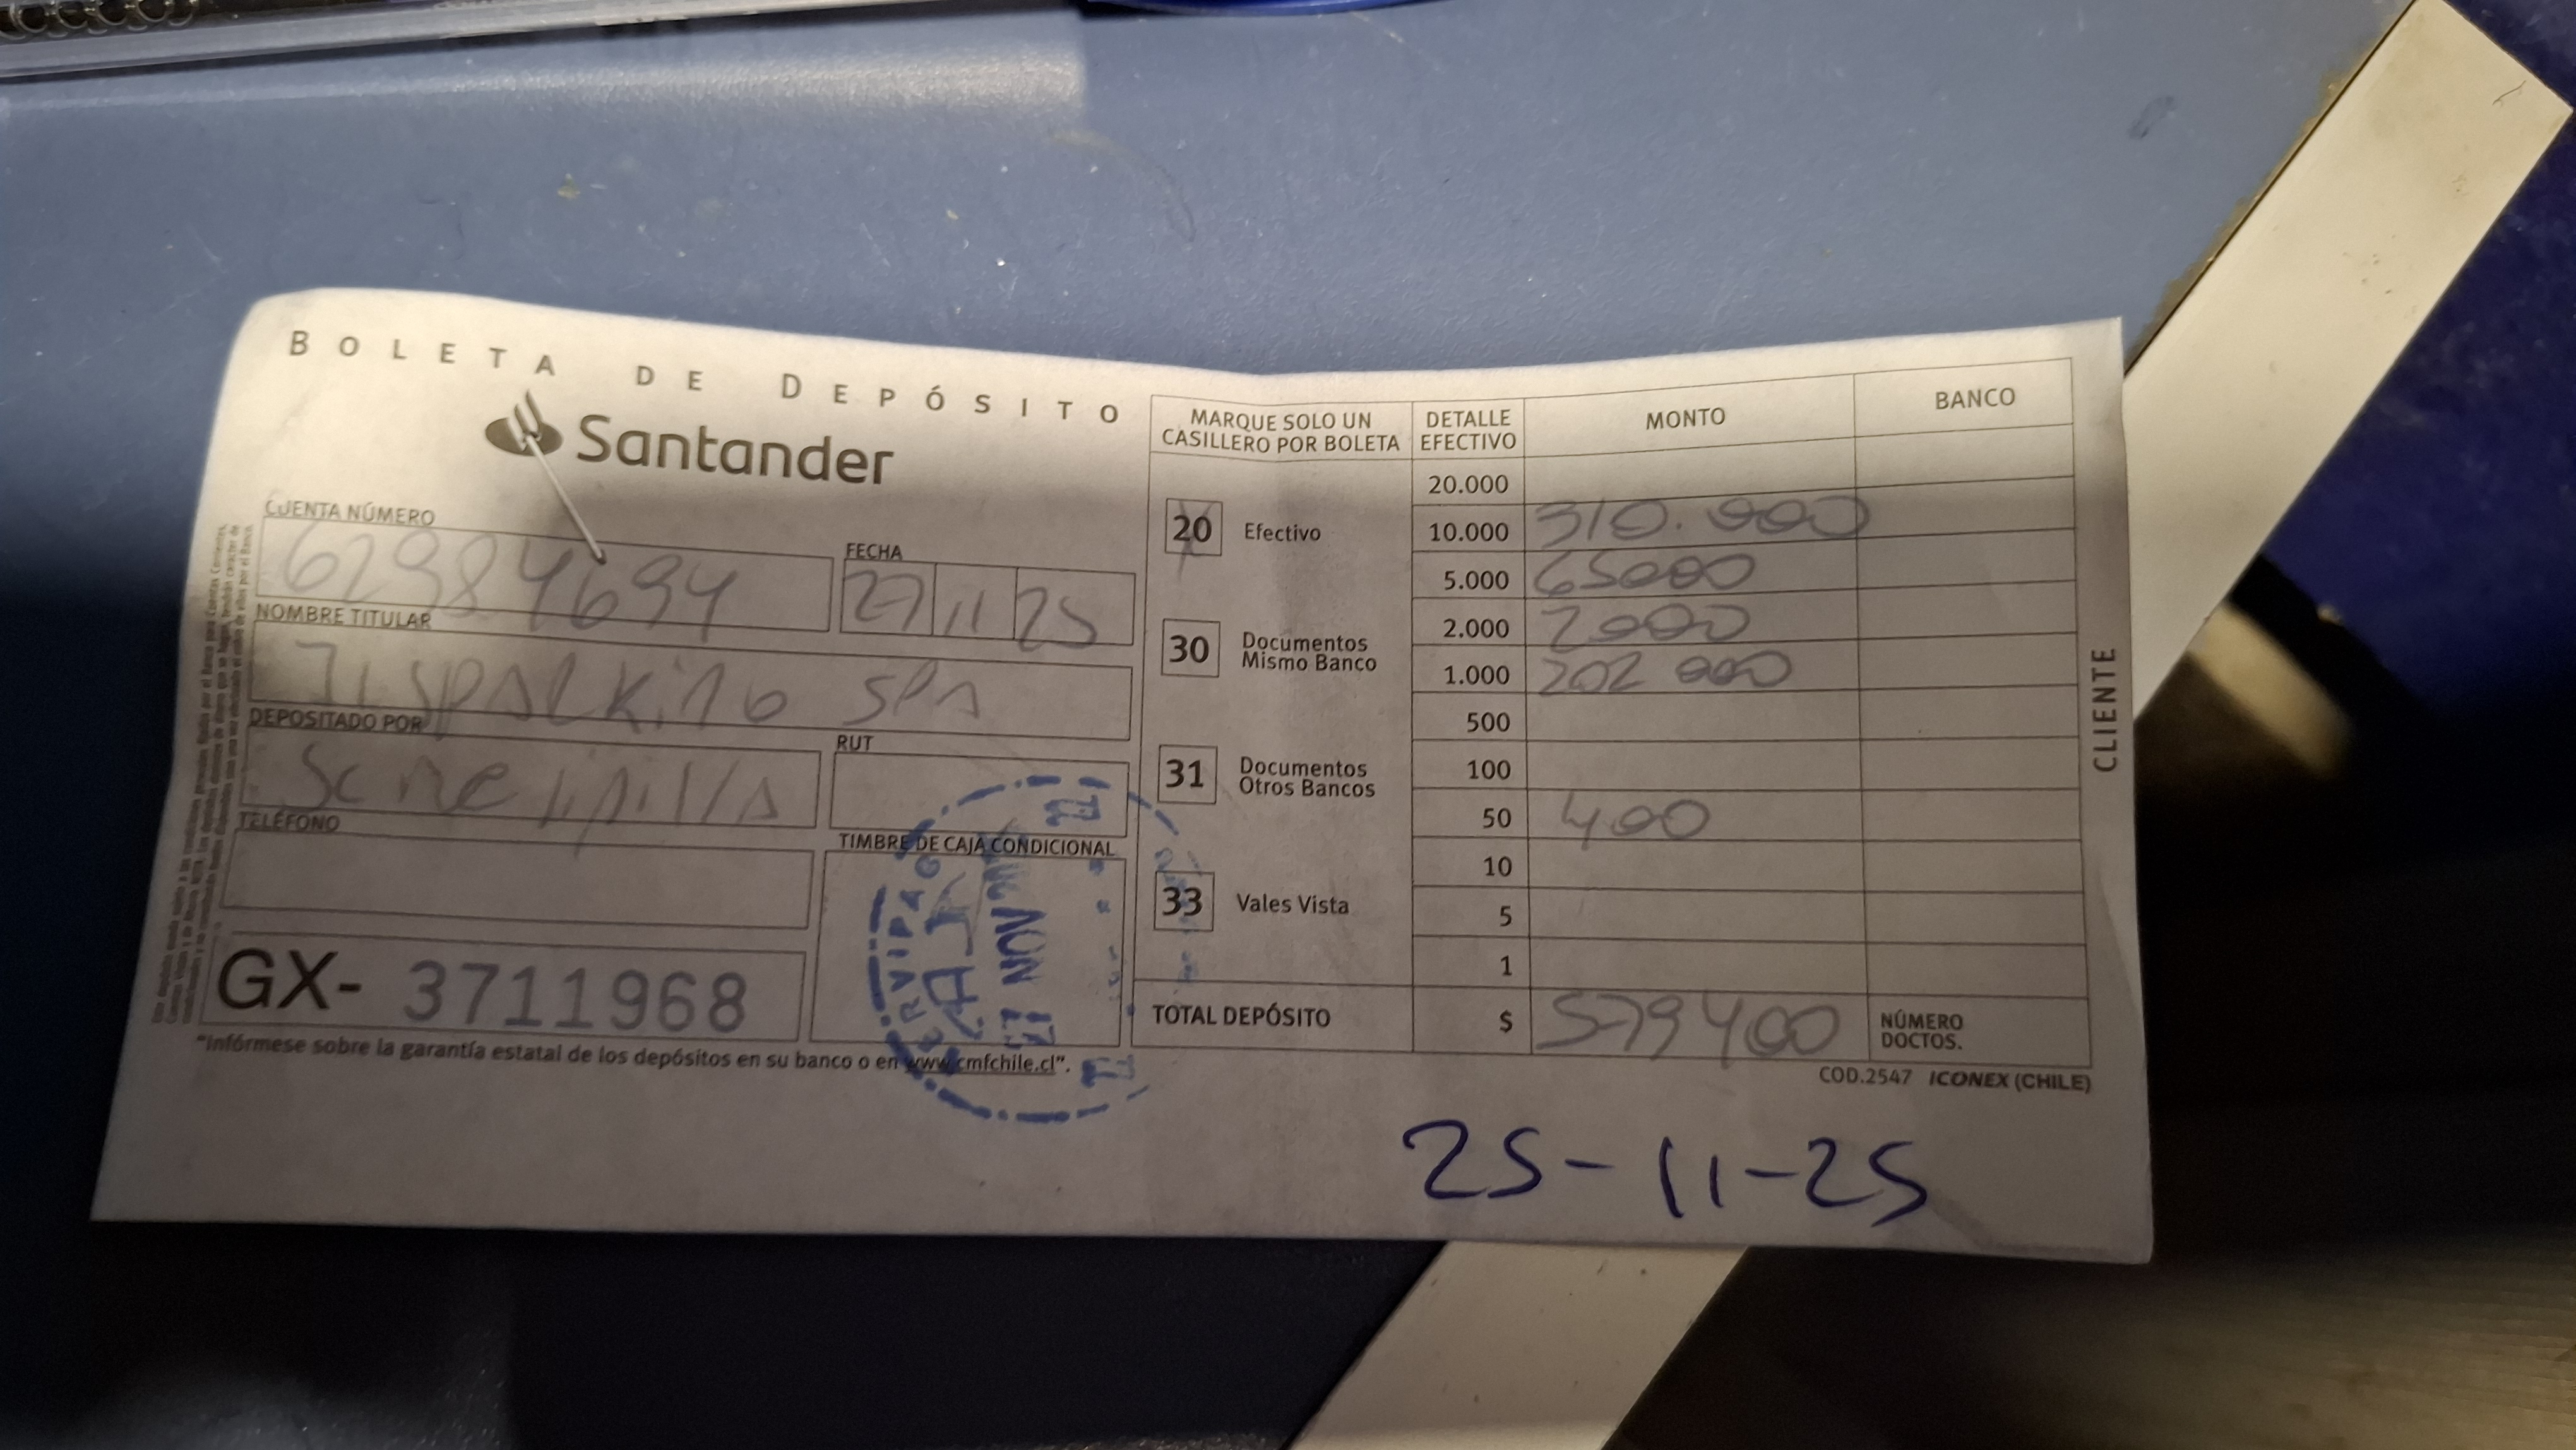 BOLETA DE DEPÓSITO
Santander
CUENTA NÚMERO
62984694
FECHA
27 11 25
NOMBRE TITULAR
SPA
DEPOSITADO POR
RUT
TELÉFONO
TIMBRE DE CAJA CONDICIONAL
GX- 3711968
"Infórmese sobre la garantía estatal de los depósitos en su banco o en www.cmfchile.cl".
MARQUE SOLO UN
CASILLERO POR BOLETA
20 Efectivo
30 Documentos
Mismo Banco
31 Documentos
Otros Bancos
33 Vales Vista
DETALLE
EFECTIVO
MONTO
BANCO
20.000
10.000 310.000
5.000 65000
2.000 2000
1.000 202 000
500
100
50 400
10
5
1
TOTAL DEPÓSITO $ 579400
NÚMERO
DOCTOS.
COD.2547 ICONEX (CHILE)
CLIENTE
NOV
25-11-25